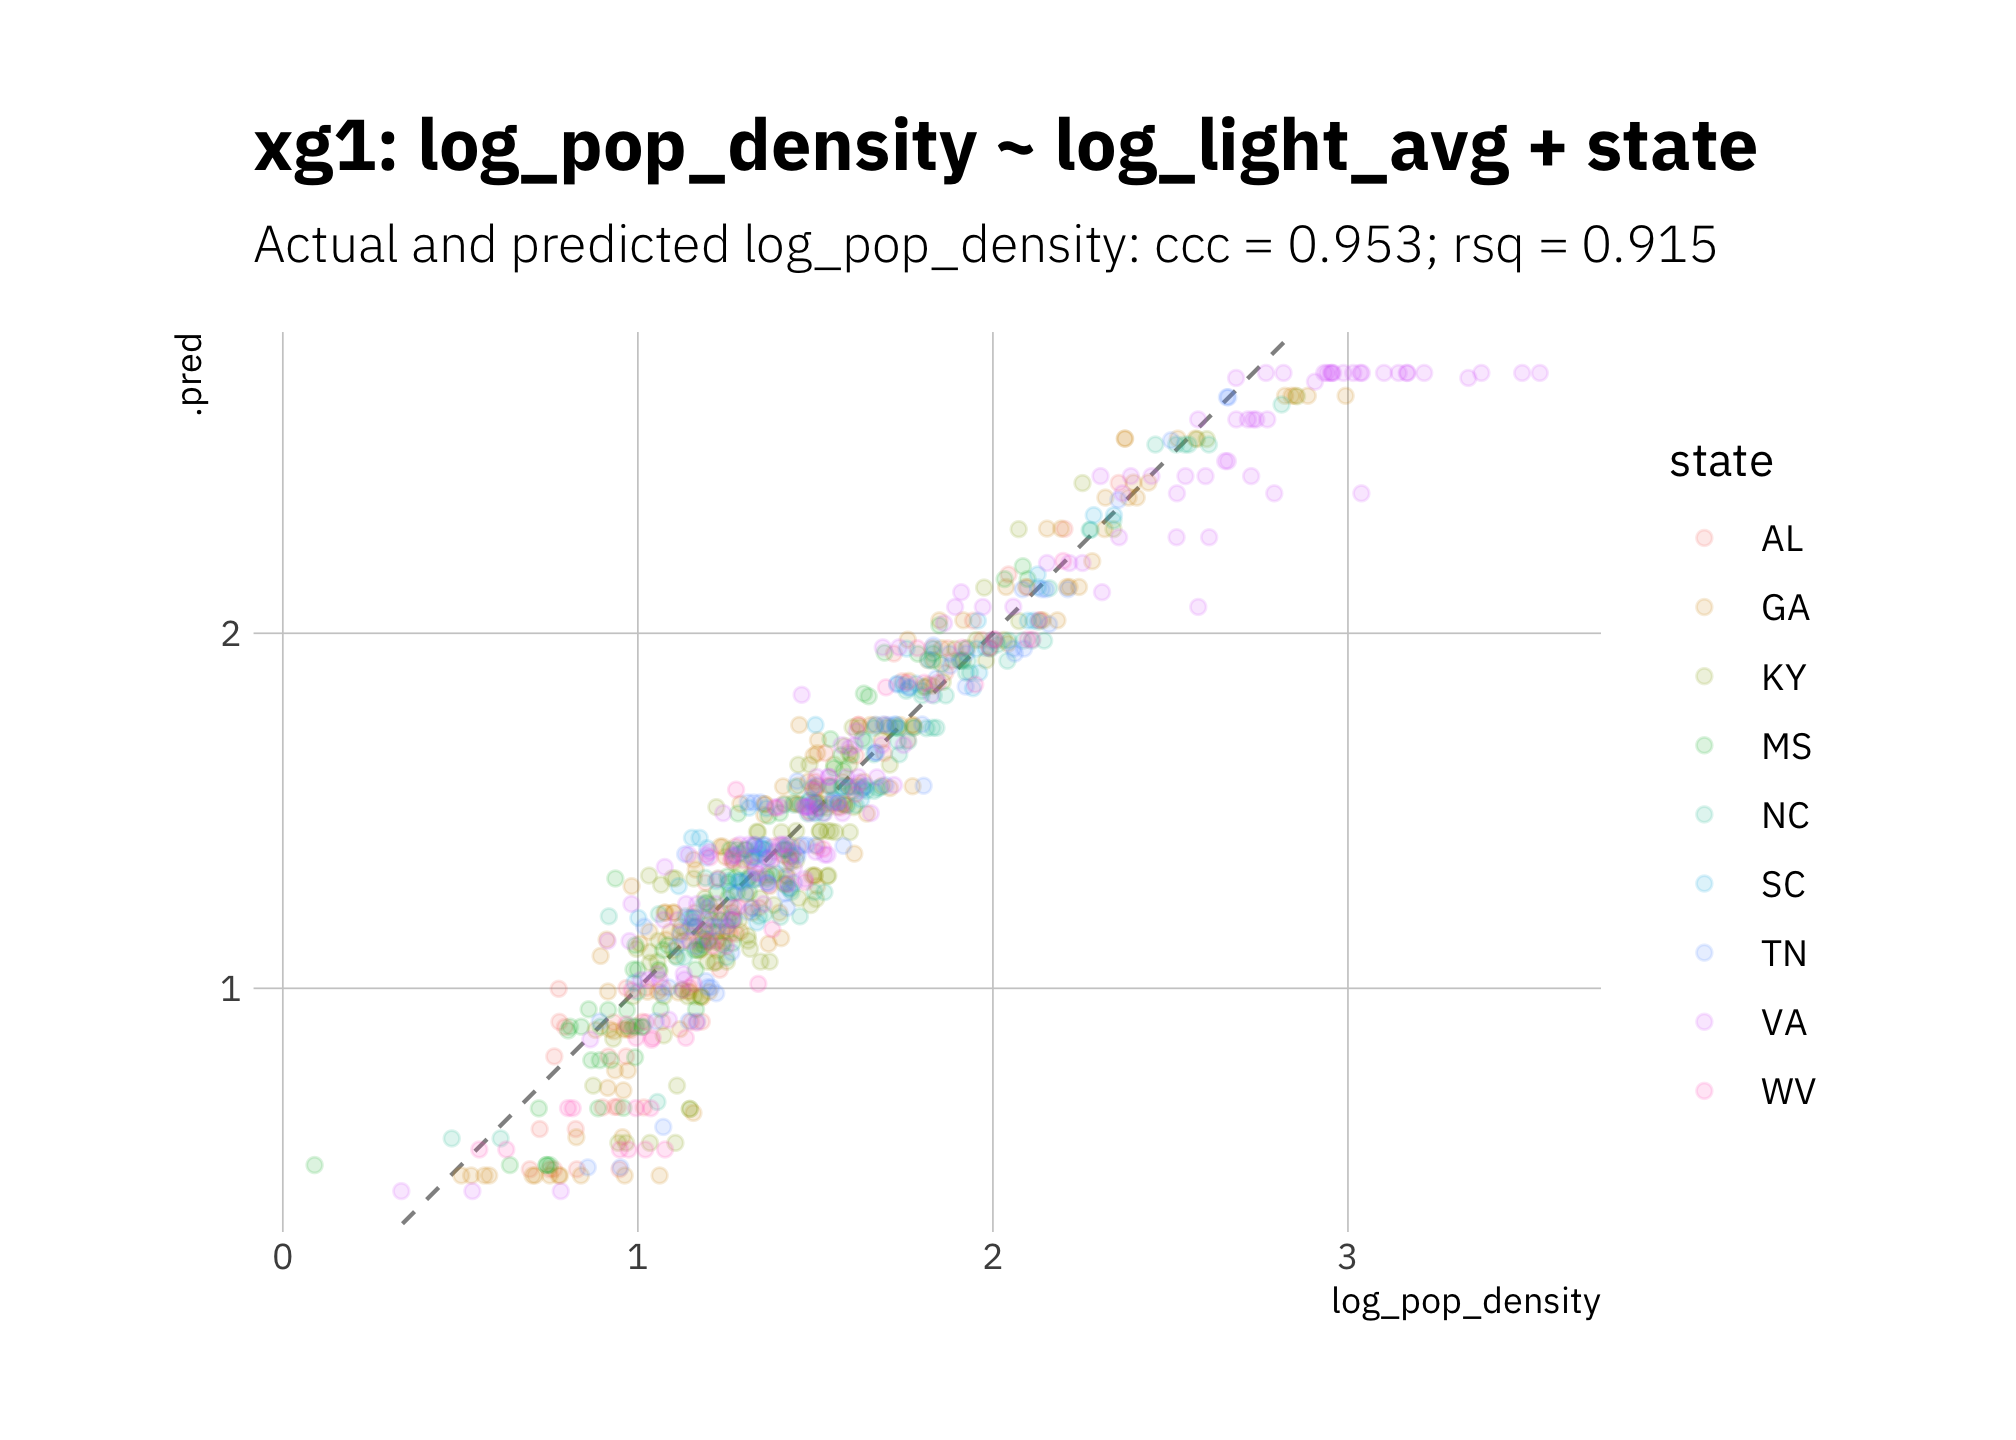 xg1: log_pop_density ~ log_light_avg + state
Actual and predicted log_pop_density: ccc = 0.953; rsq = 0.915
.pred
2
1
0
1
2
3
log_pop_density
state
AL
GA
KY
MS
NC
SC
TN
VA
WV